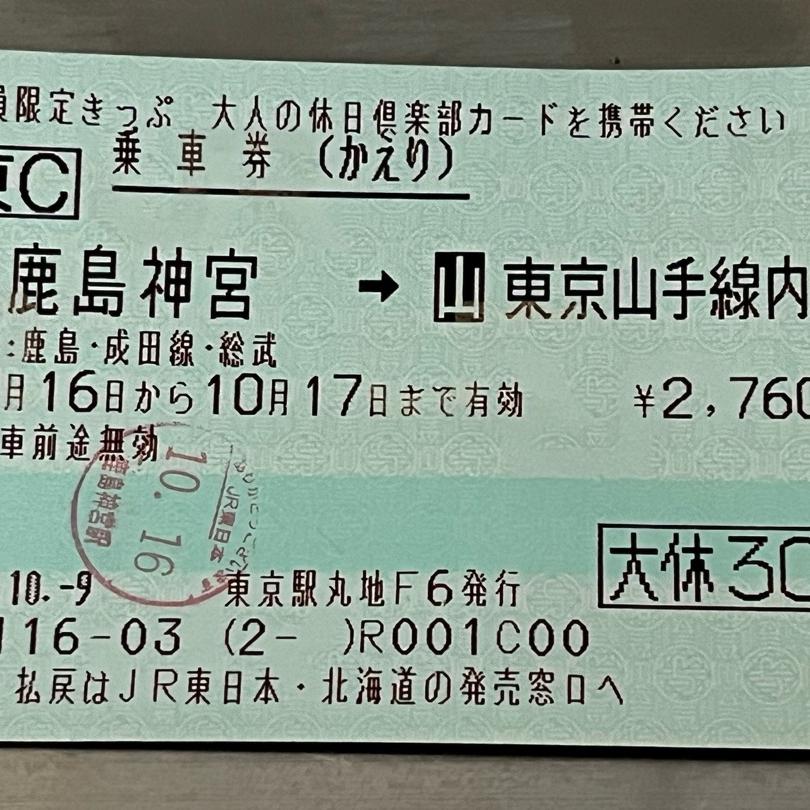 員限定きっぷ 大人の休日倶楽部カードを携帯ください
東C 乗車券 (かえり)
鹿島神宮 → 山 東京山手線内
:鹿島・成田線・総武
月16日から10月17日まで有効 ¥2,760
車前途無効
鹿島神宮駅
10.16
JR東日本
大休30
10.-9 東京駅丸地F6発行
116-03 (2- )R001C00
払戻はJR東日本・北海道の発売窓口へ